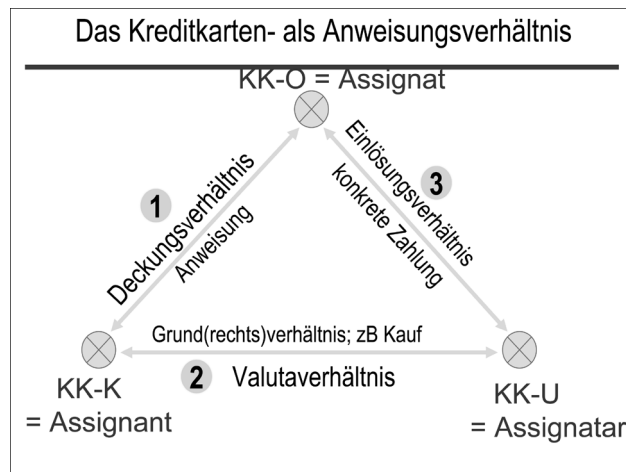 Das Kreditkarten- als Anweisungsverhältnis
KK-O = Assignat
1
Deckungsverhältnis
Anweisung
Einlösungsverhältnis
konkrete Zahlung
3
Grund(rechts)verhältnis; zB Kauf
2 Valutaverhältnis
KK-K
= Assignant
KK-U
= Assignatar